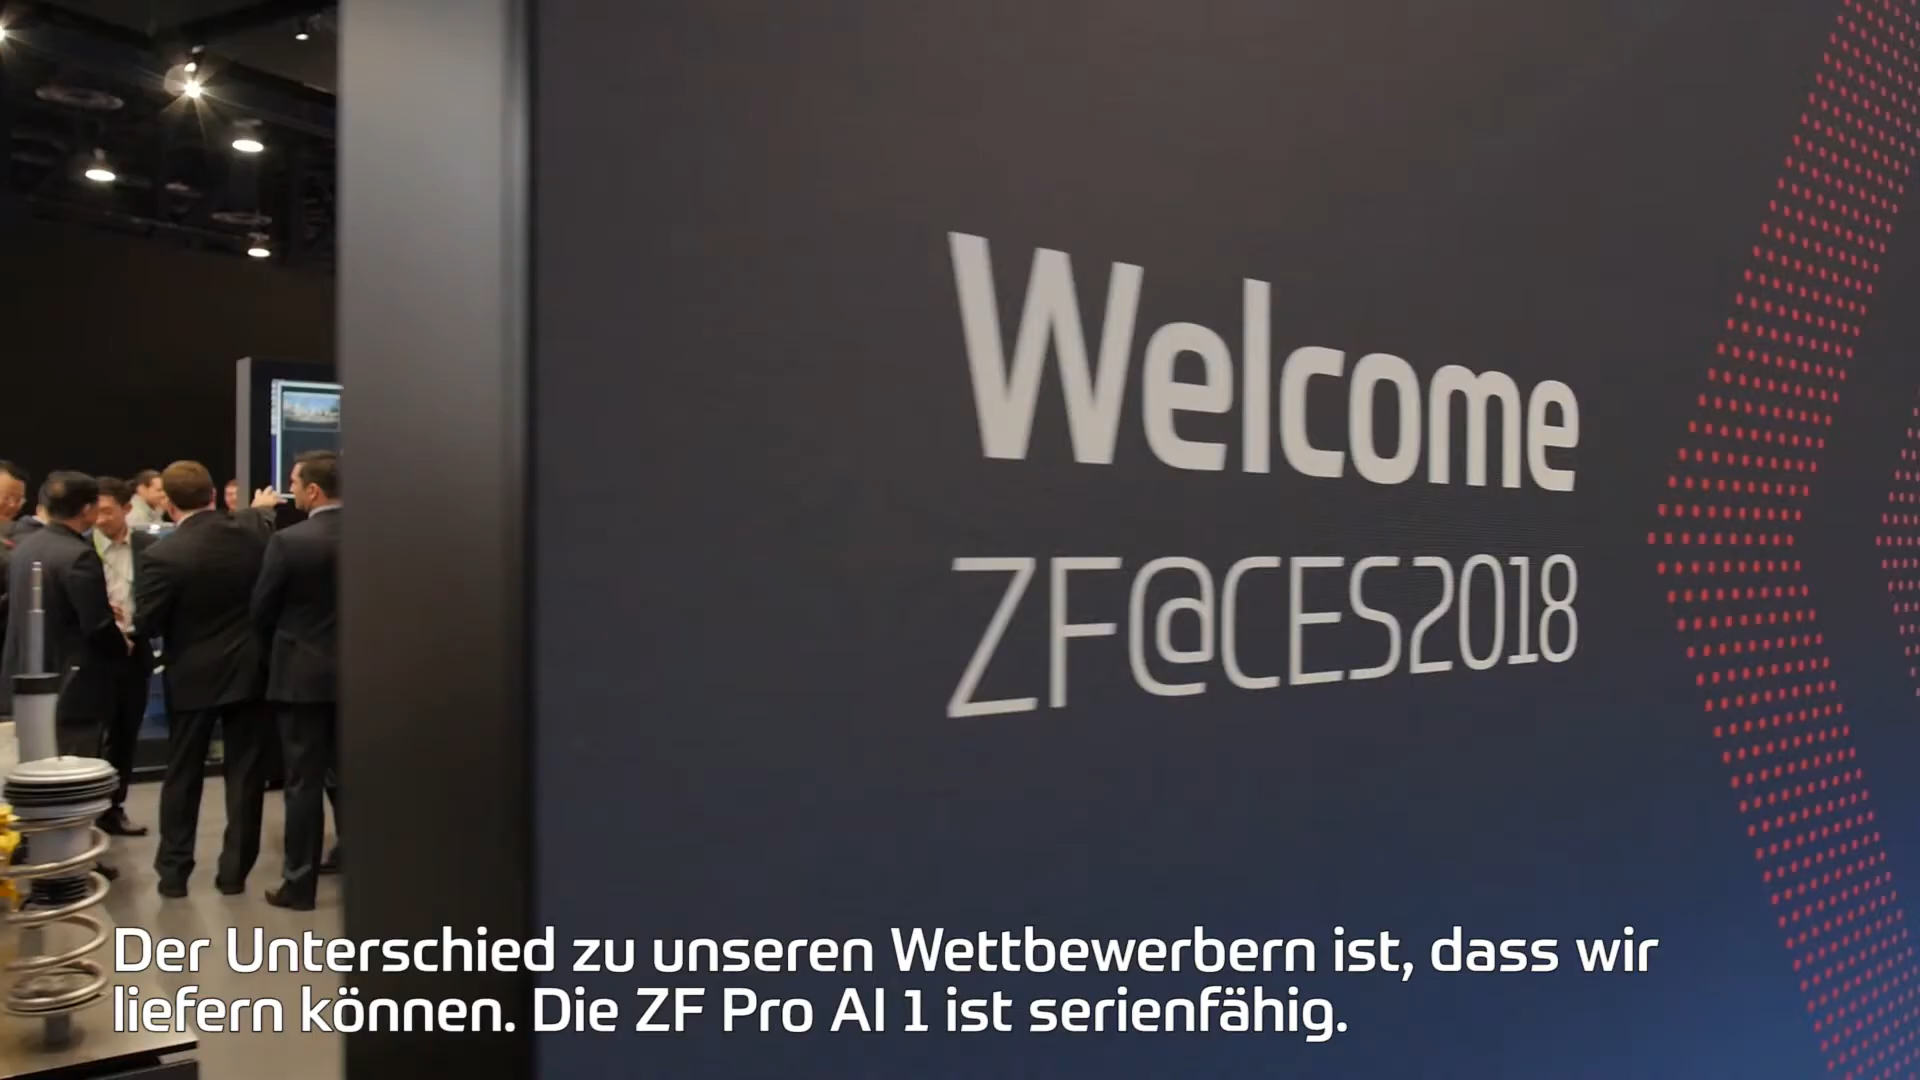 Welcome
ZF@CES2018
Der Unterschied zu unseren Wettbewerbern ist, dass wir
liefern können. Die ZF Pro AI 1 ist serienfähig.